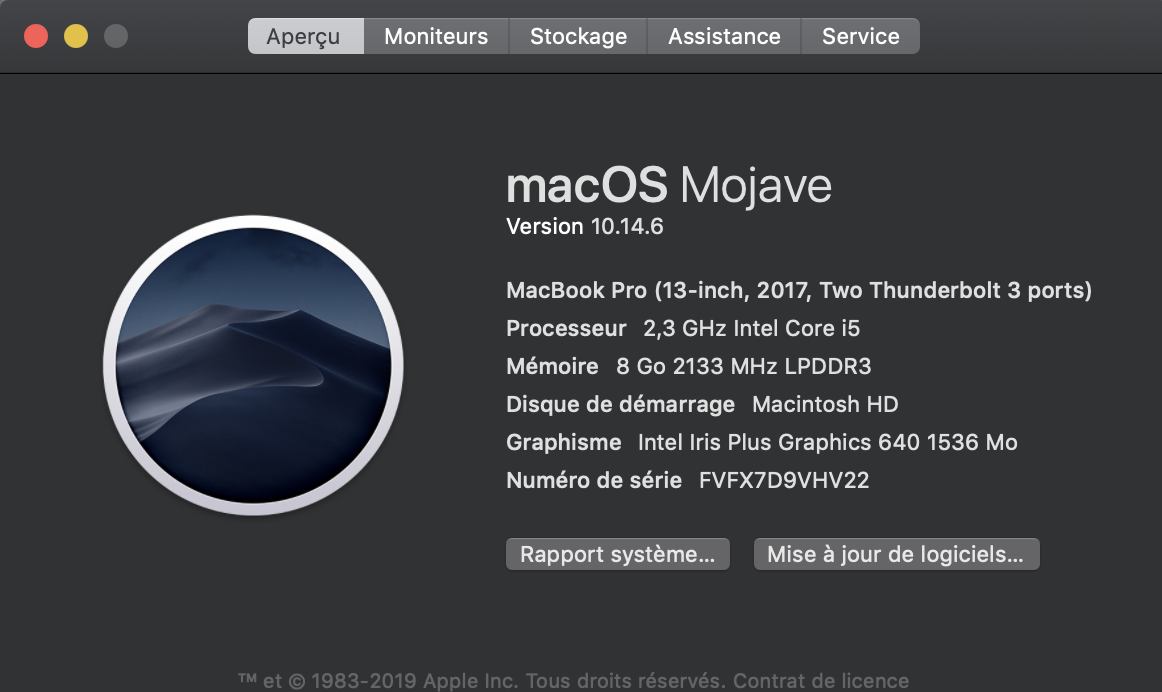 Aperçu Moniteurs Stockage Assistance Service
macOS Mojave
Version 10.14.6
MacBook Pro (13-inch, 2017, Two Thunderbolt 3 ports)
Processeur 2,3 GHz Intel Core i5
Mémoire 8 Go 2133 MHz LPDDR3
Disque de démarrage Macintosh HD
Graphisme Intel Iris Plus Graphics 640 1536 Mo
Numéro de série FVFX7D9VHV22
Rapport système... Mise à jour de logiciels...
™ et © 1983-2019 Apple Inc. Tous droits réservés. Contrat de licence